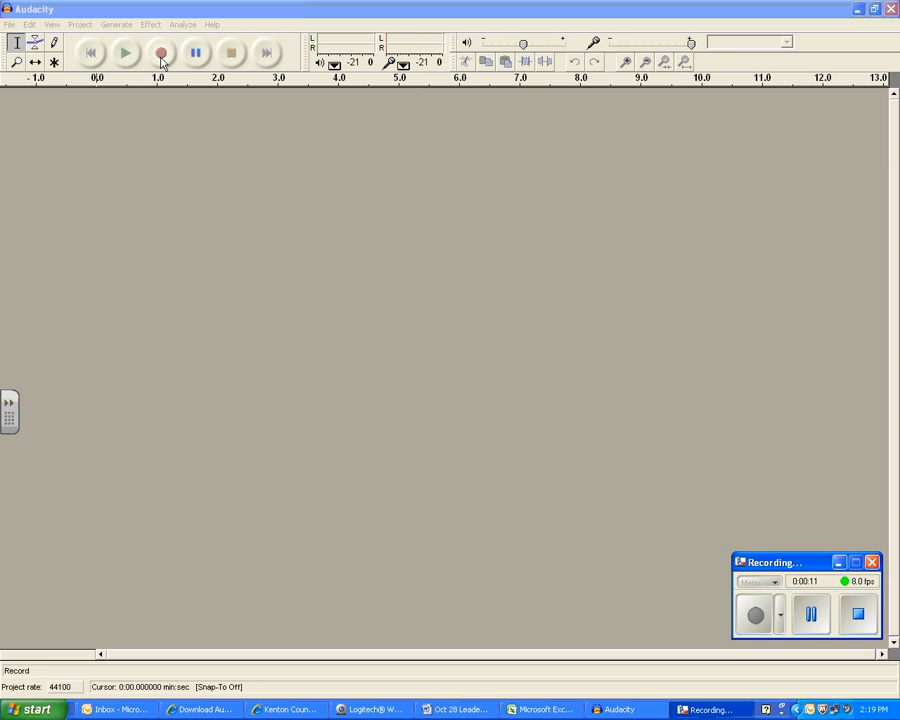 Audacity
File Edit View Project Generate Effect Analyze Help
L
R
L
R
-21 0
-21 0
- + - +
- 1.0 0,0 1.0 2.0 3.0 4.0 5.0 6.0 7.0 8.0 9.0 10.0 11.0 12.0 13.0
Recording...
Menu 0:00:11 8.0 fps
Record
Project rate: 44100 Cursor: 0:00.000000 min:sec [Snap-To Off]
start Inbox - Micro... Download Au... Kenton Coun... Logitech® W... Oct 28 Leade... Microsoft Exc... Audacity Recording... 2:19 PM